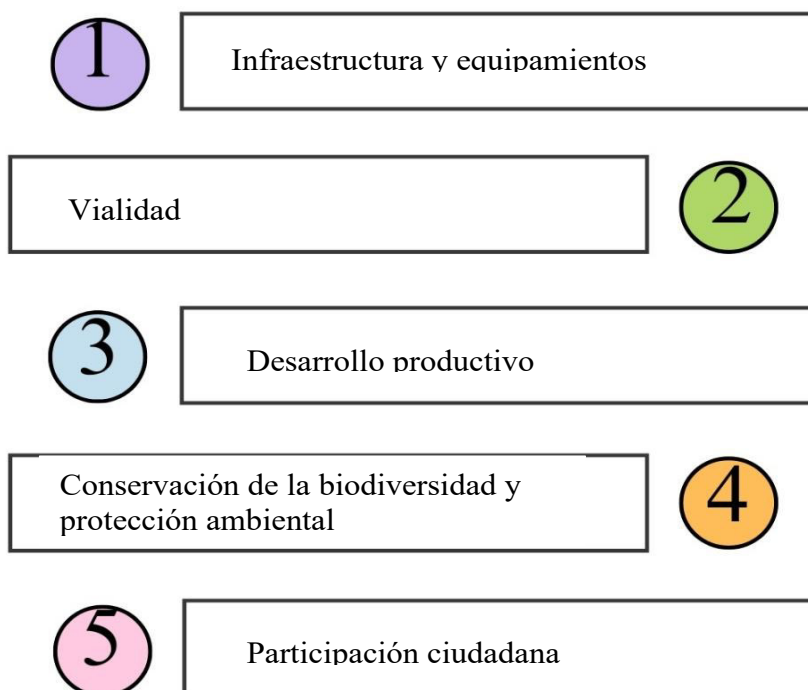 1 Infraestructura y equipamientos
Vialidad 2
3 Desarrollo productivo
Conservación de la biodiversidad y
protección ambiental 4
5 Participación ciudadana